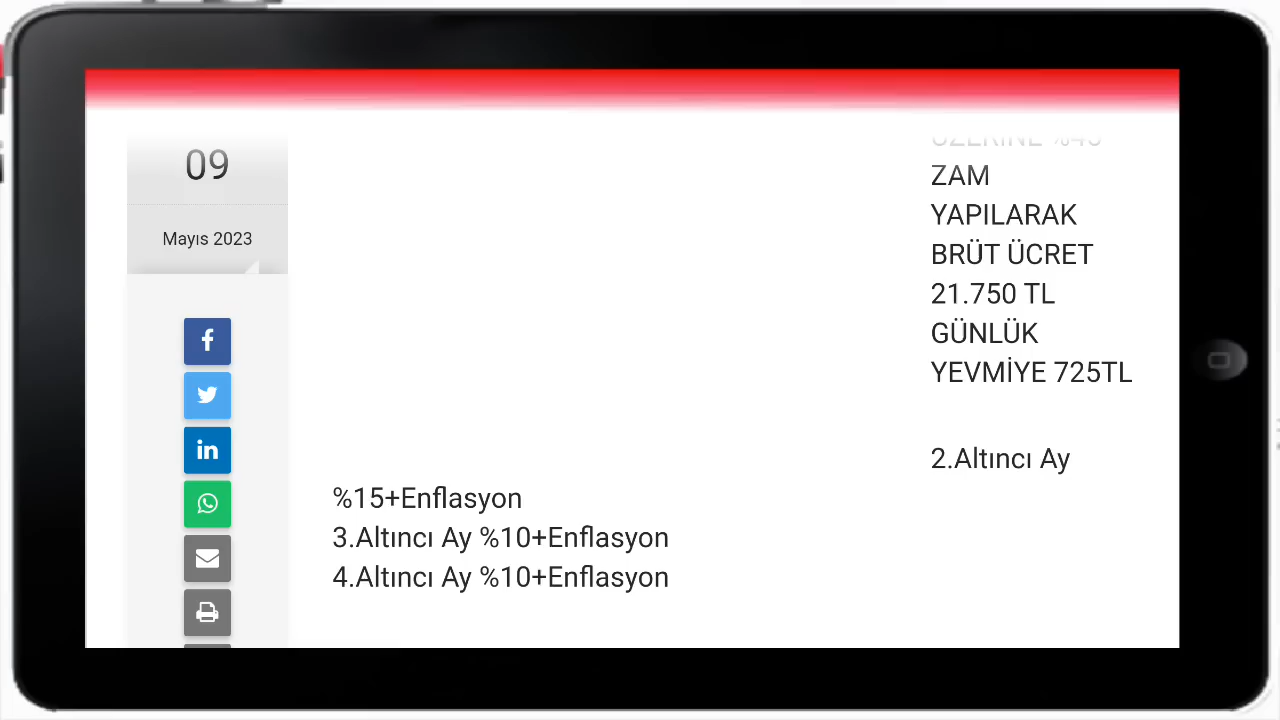 09
Mayıs 2023
ZAM
YAPILARAK
BRÜT ÜCRET
21.750 TL
GÜNLÜK
YEVMİYE 725TL
2.Altıncı Ay
%15+Enflasyon
3.Altıncı Ay %10+Enflasyon
4.Altıncı Ay %10+Enflasyon